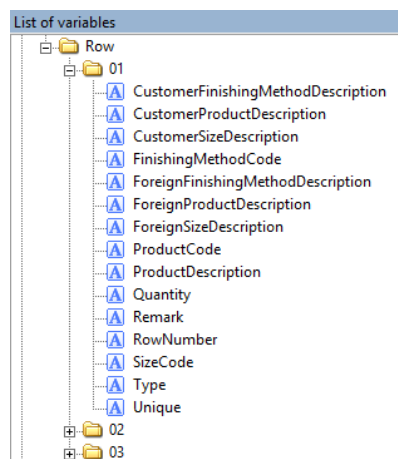 List of variables
Row
01
A CustomerFinishingMethodDescription
A CustomerProductDescription
A CustomerSizeDescription
A FinishingMethodCode
A ForeignFinishingMethodDescription
A ForeignProductDescription
A ForeignSizeDescription
A ProductCode
A ProductDescription
A Quantity
A Remark
A RowNumber
A SizeCode
A Type
A Unique
02
03